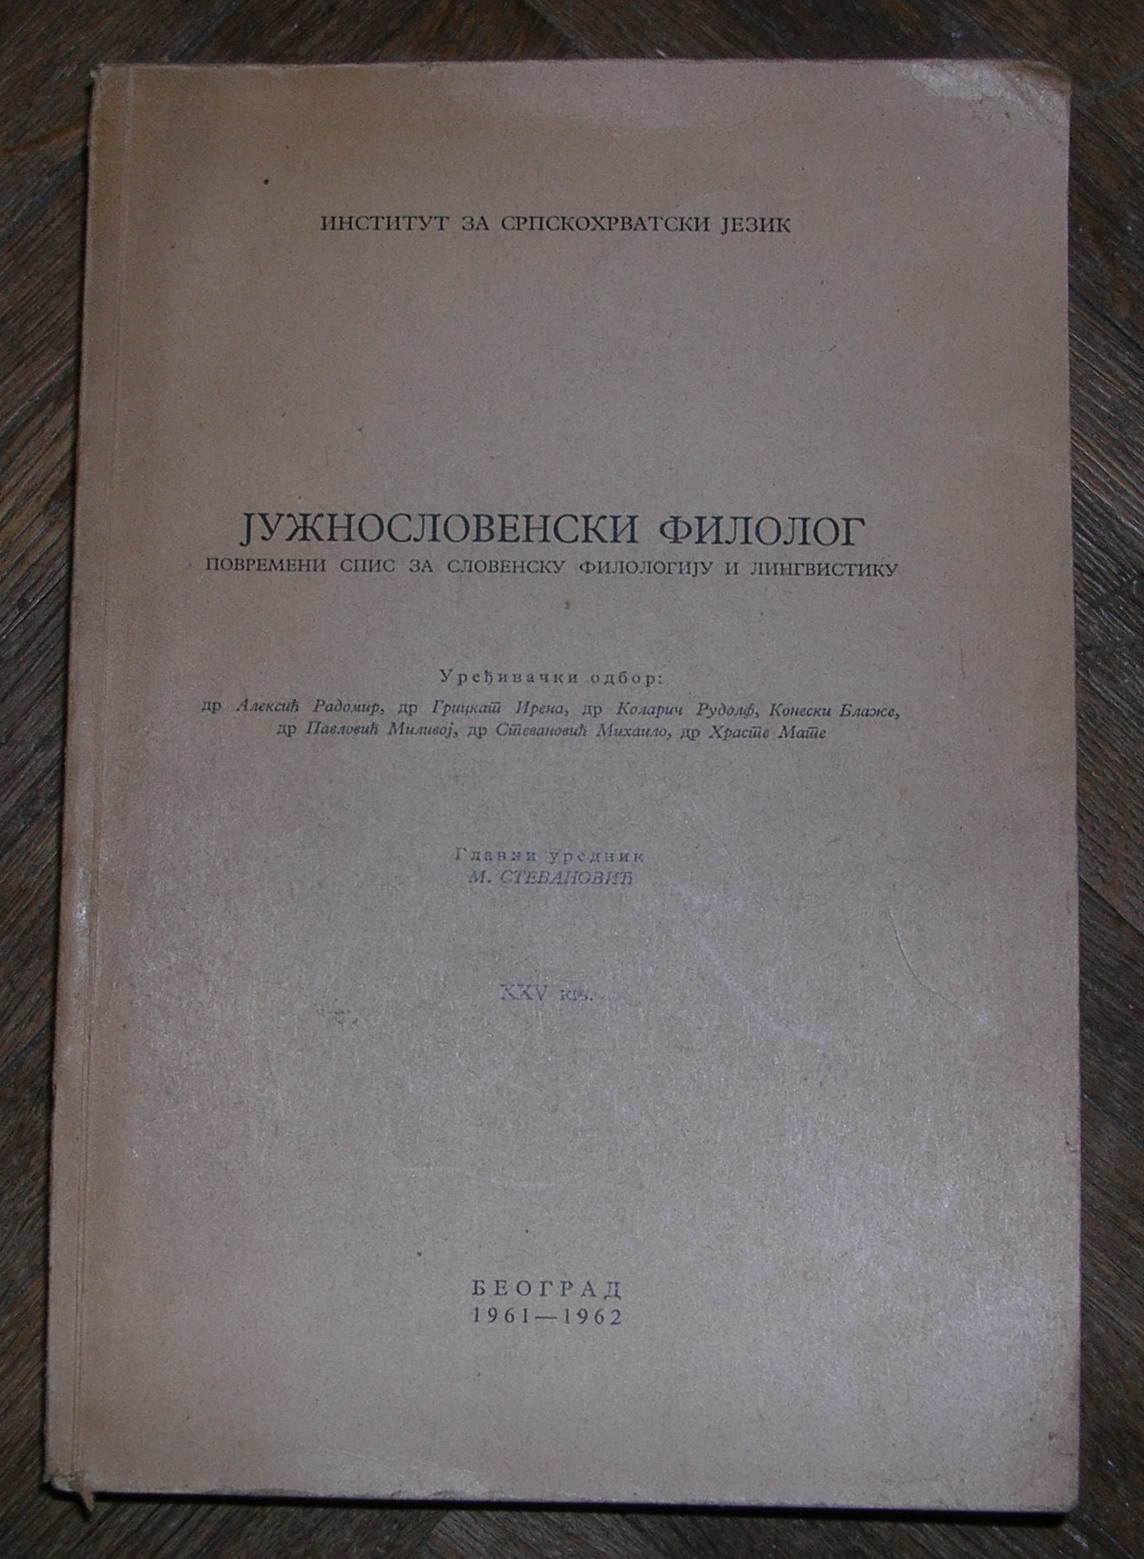 ИНСТИТУТ ЗА СРПСКОХРВАТСКИ ЈЕЗИК
ЈУЖНОСЛОВЕНСКИ ФИЛОЛОГ
ПОВРЕМЕНИ СПИС ЗА СЛОВЕНСКУ ФИЛОЛОГИЈУ И ЛИНГВИСТИКУ
Уређивачки одбор:
др Алексић Радомир, др Грицкат Ирена, др Коларич Рудолф, Конески Блаже,
др Павловић Миливој, др Стевановић Михаило, др Храсте Мате
Главни уредник
М. СТЕВАНОВИЋ
XXV књ.
БЕОГРАД
1961—1962